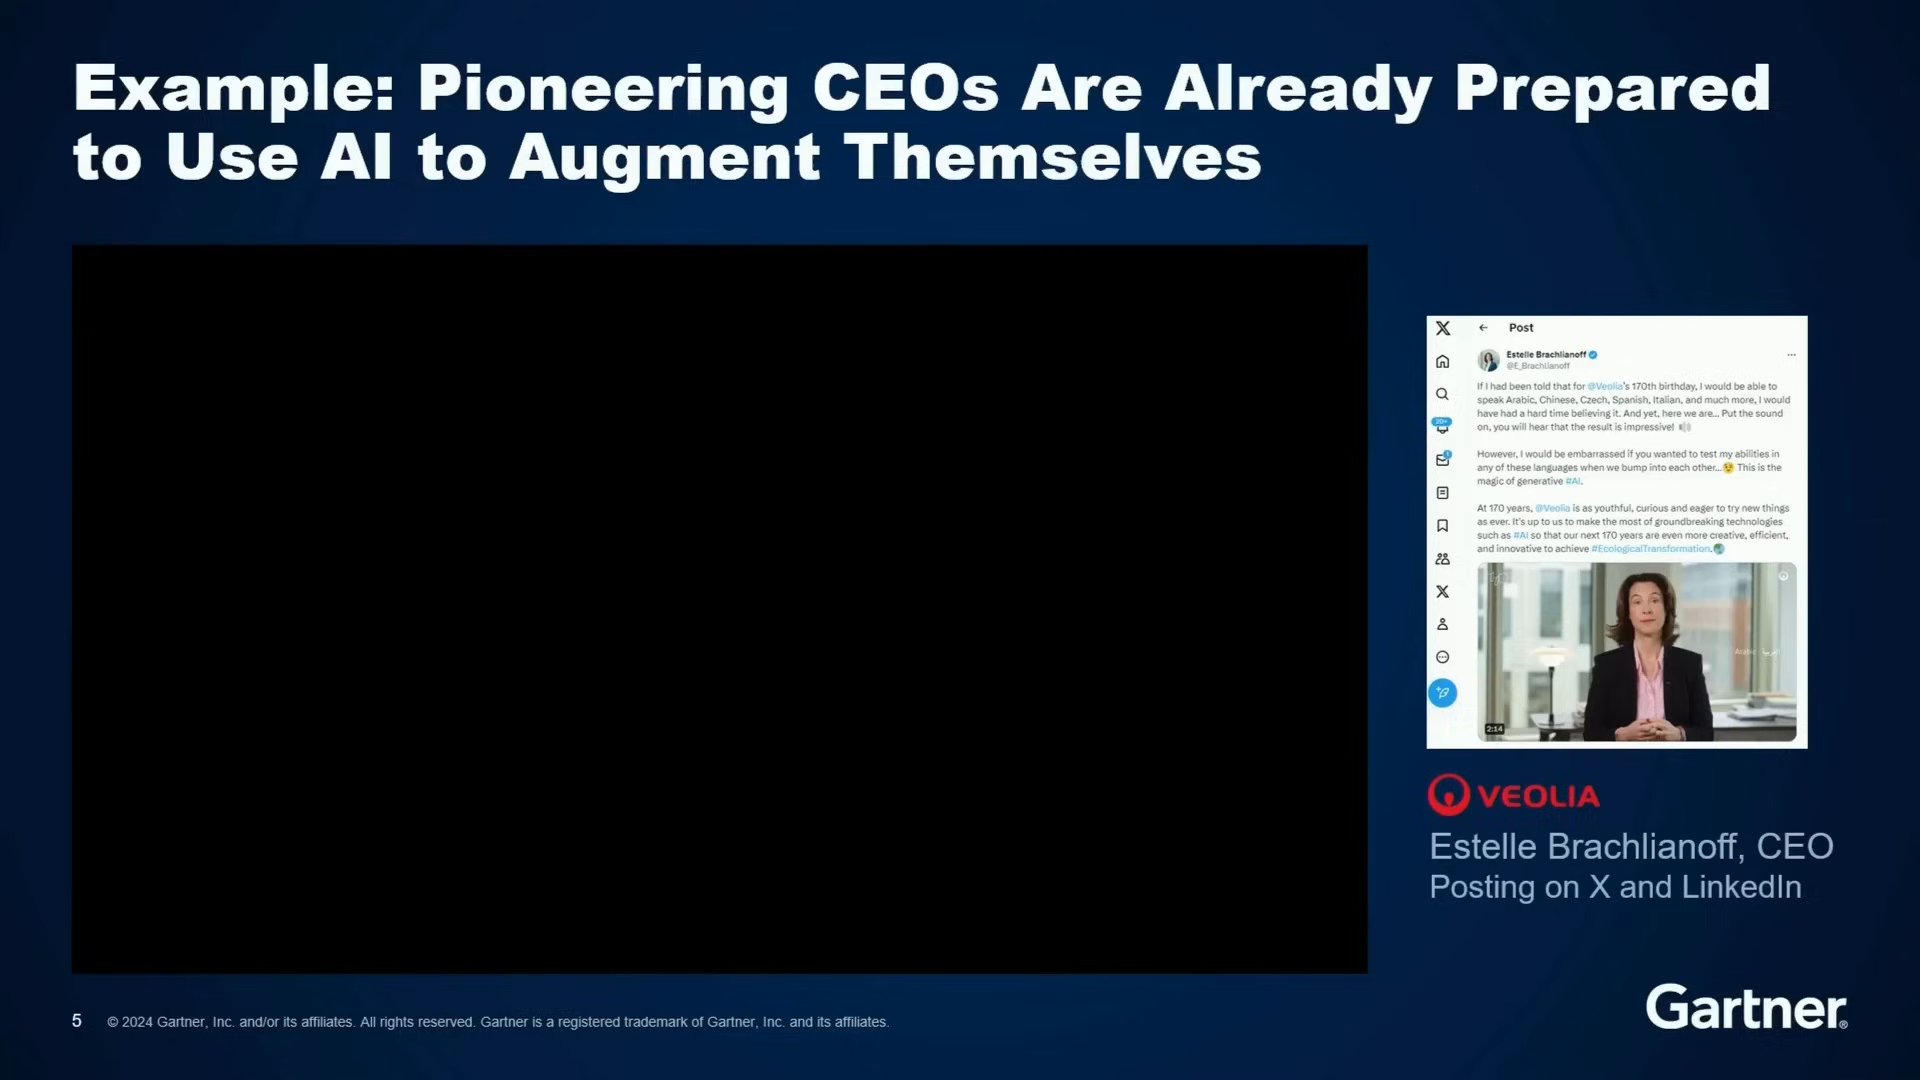 Example: Pioneering CEOs Are Already Prepared
to Use AI to Augment Themselves
Post
Estelle Brachlianoff
@E_Brachlianoff
If I had been told that for @Veolia's 170th birthday, I would be able to
speak Arabic, Chinese, Czech, Spanish, Italian, and much more, I would
have had a hard time believing it. And yet, here we are... Put the sound
on, you will hear that the result is impressive! 🔊
However, I would be embarrassed if you wanted to test my abilities in
any of these languages when we bump into each other...😉 This is the
magic of generative #AI.
At 170 years, @Veolia is as youthful, curious and eager to try new things
as ever. It's up to us to make the most of groundbreaking technologies
such as #AI so that our next 170 years are even more creative, efficient,
and innovative to achieve #EcologicalTransformation.🌏
20+
1
Arabic - العربية
2:14
VEOLIA
Estelle Brachlianoff, CEO
Posting on X and LinkedIn
5 © 2024 Gartner, Inc. and/or its affiliates. All rights reserved. Gartner is a registered trademark of Gartner, Inc. and its affiliates.
Gartner®